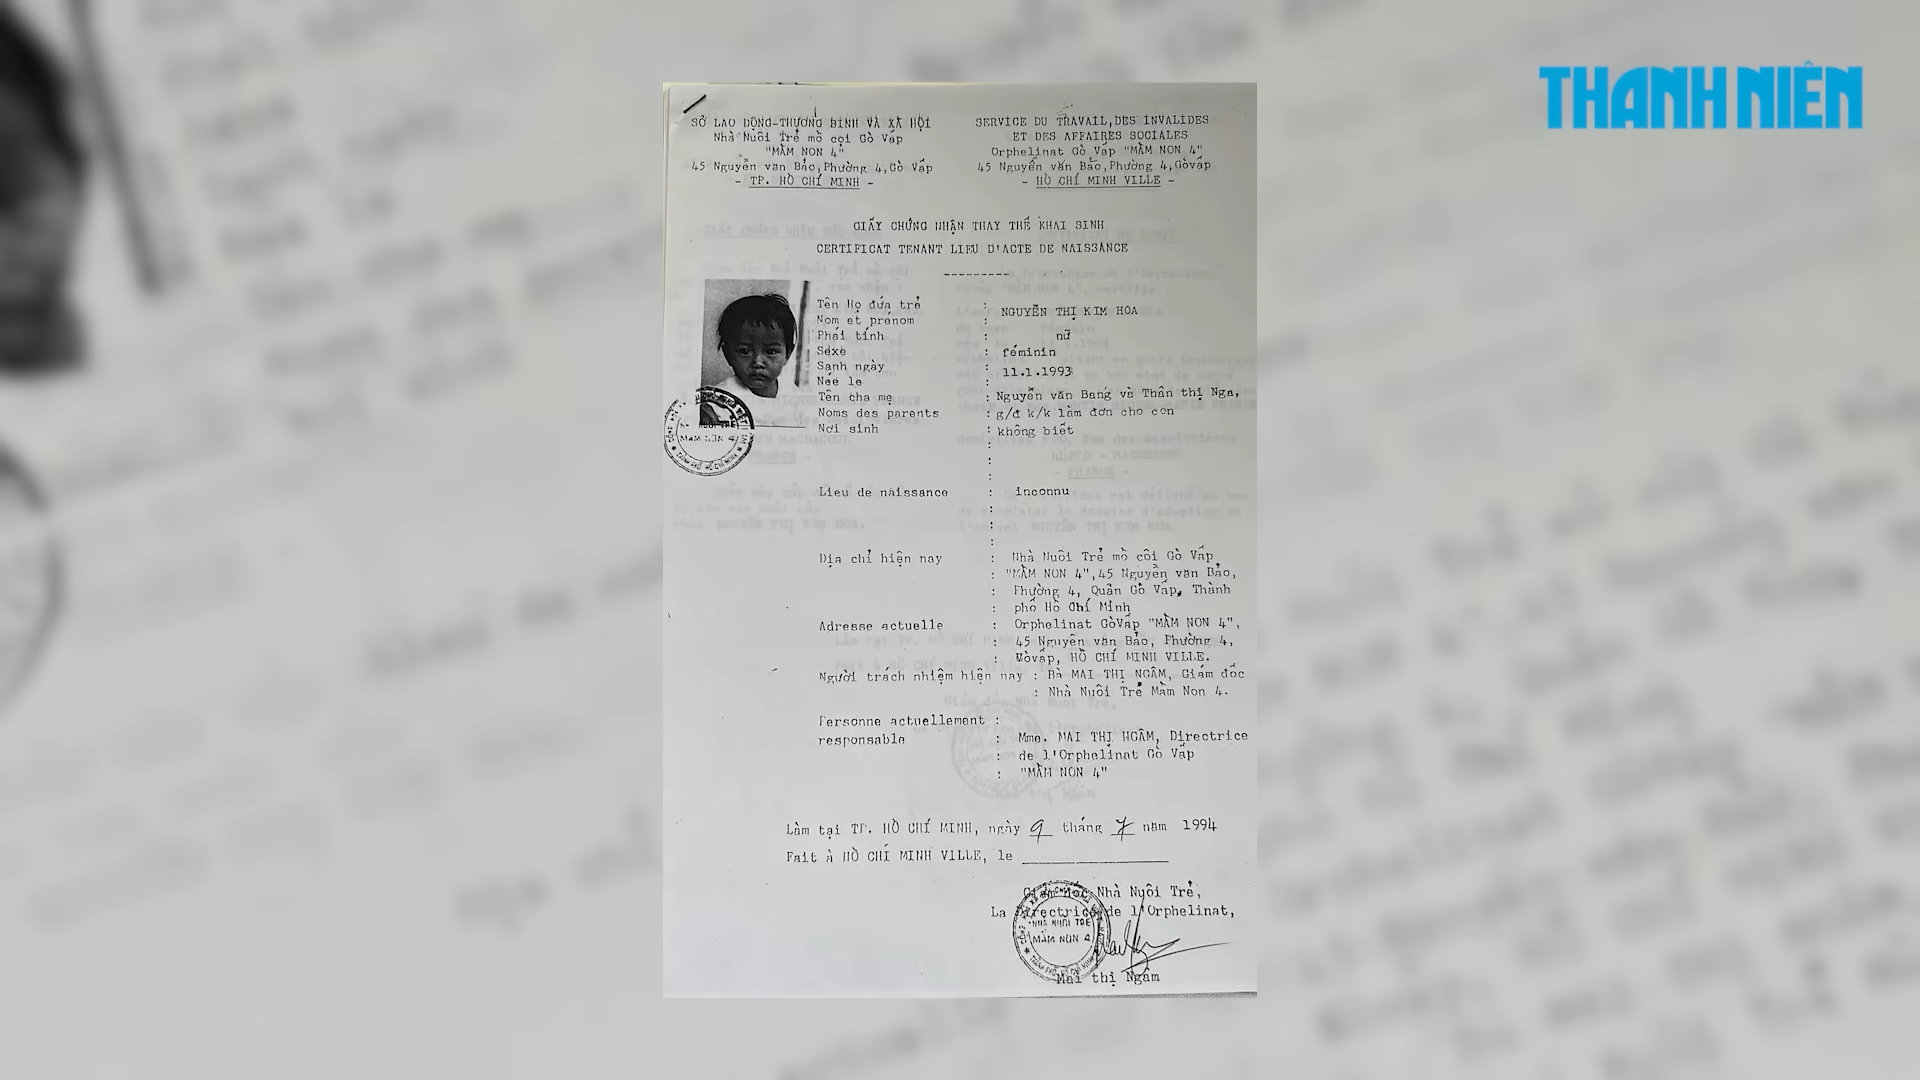 THANH NIÊN
SỞ LAO ĐỘNG-THƯƠNG BINH VÀ XÃ HỘI
Nhà Nuôi Trẻ mồ cọi Gò Vấp
"MẦM NON 4"
45 Nguyễn văn Bảo,Phường 4,Gò Vấp
- TP. HỒ CHÍ MINH -
SERVICE DU TRAVAIL,DES INVALIDES
ET DES AFFAIRES SOCIALES
Orphelinat Gò Vấp "MẦM NON 4"
45 Nguyễn văn Bảo,Phường 4,Gòvấp
- HỒ CHÍ MINH VILLE -
GIẤY CHỨNG NHẬN THAY THẾ KHAI SINH
CERTIFICAT TENANT LIEU D'ACTE DE NAISSANCE
Tên Họ đứa trẻ : NGUYỄN THỊ KIM HOA
Nom et prénom :
Phái tính : nữ
Sexe : féminin
Sanh ngày : 11.1.1993
Née le :
Tên cha mẹ : Nguyễn văn Bang và Thân thị Nga,
Noms des parents : g/đ k/k làm đơn cho con
Nơi sinh : không biết
Lieu de naissance : inconnu
Địa chỉ hiện nay : Nhà Nuôi Trẻ mồ côi Gò Vấp
: "MẦM NON 4",45 Nguyễn văn Bảo,
: Phường 4, Quận Gò Vấp, Thành
: phố Hồ Chí Minh
Adresse actuelle : Orphelinat GòVấp "MẦM NON 4",
: 45 Nguyễn văn Bảo, Phường 4,
: Gòvấp, HỒ CHÍ MINH VILLE.
Người trách nhiệm hiện nay : Bà MAI THỊ NGÂM, Giám đốc
: Nhà Nuôi Trẻ Mầm Non 4.
Personne actuellement :
responsable : Mme. MAI THỊ NGÂM, Directrice
: de l'Orphelinat Gò Vấp
: "MẦM NON 4"
Làm tại TP. HỒ CHÍ MINH, ngày 9 tháng 7 năm 1994
Fait à HỒ CHÍ MINH VILLE, le
Nhà Nuôi Trẻ,
La Directrice de l'Orphelinat,
NHÀ NUÔI TRẺ
MẦM NON 4
Mai thị Ngâm
NUÔI TRẺ
MẦM NON 4
THÀNH PHỐ HỒ CHÍ MINH